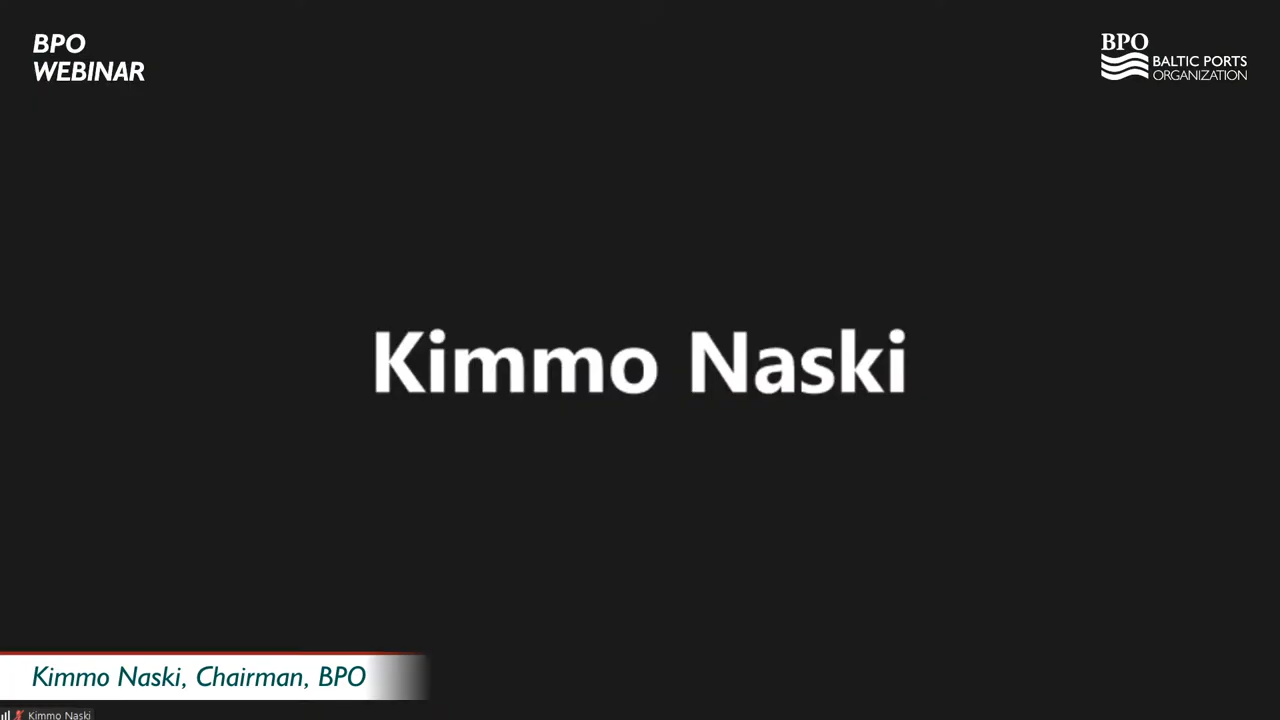 BPO
WEBINAR
BPO
BALTIC PORTS
ORGANIZATION
Kimmo Naski
Kimmo Naski, Chairman, BPO
Kimmo Naski